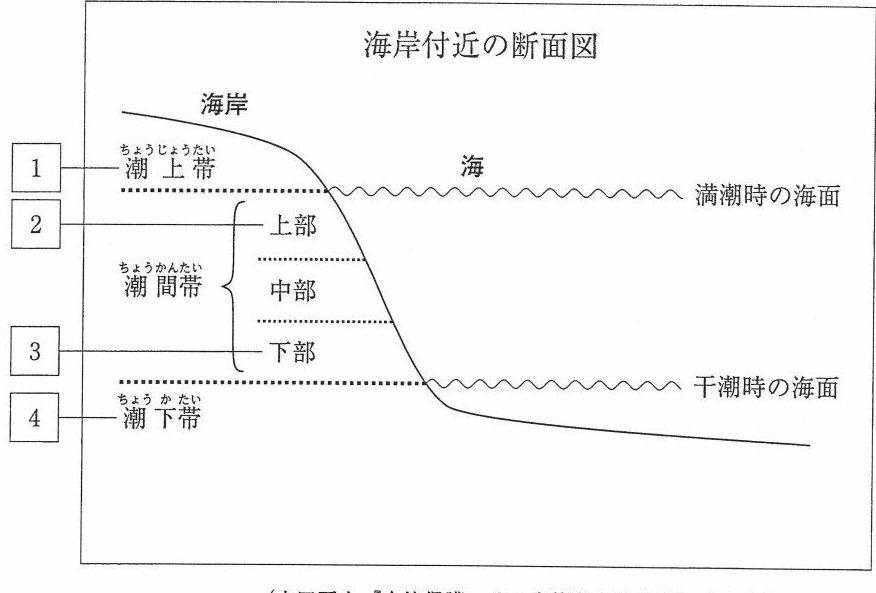 海岸付近の断面図
海岸
ちょうじょうたい
1 潮上帯
海
満潮時の海面
2 上部
ちょうかんたい
潮間帯
中部
3 下部
干潮時の海面
ちょうかたい
4 潮下帯